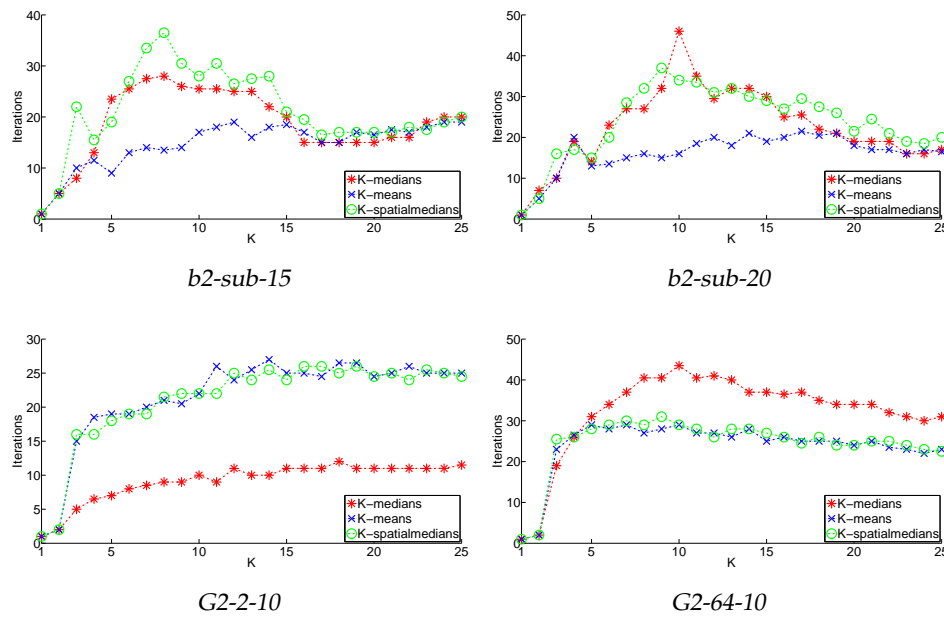 40
30
20
10
0
Iterations
1 5 10 15 20 25
K
K-medians
K-means
K-spatialmedians
b2-sub-15
50
40
30
20
10
0
Iterations
1 5 10 15 20 25
K
K-medians
K-means
K-spatialmedians
b2-sub-20
30
25
20
15
10
5
0
Iterations
1 5 10 15 20 25
K
K-medians
K-means
K-spatialmedians
G2-2-10
50
40
30
20
10
0
Iterations
1 5 10 15 20 25
K
K-medians
K-means
K-spatialmedians
G2-64-10